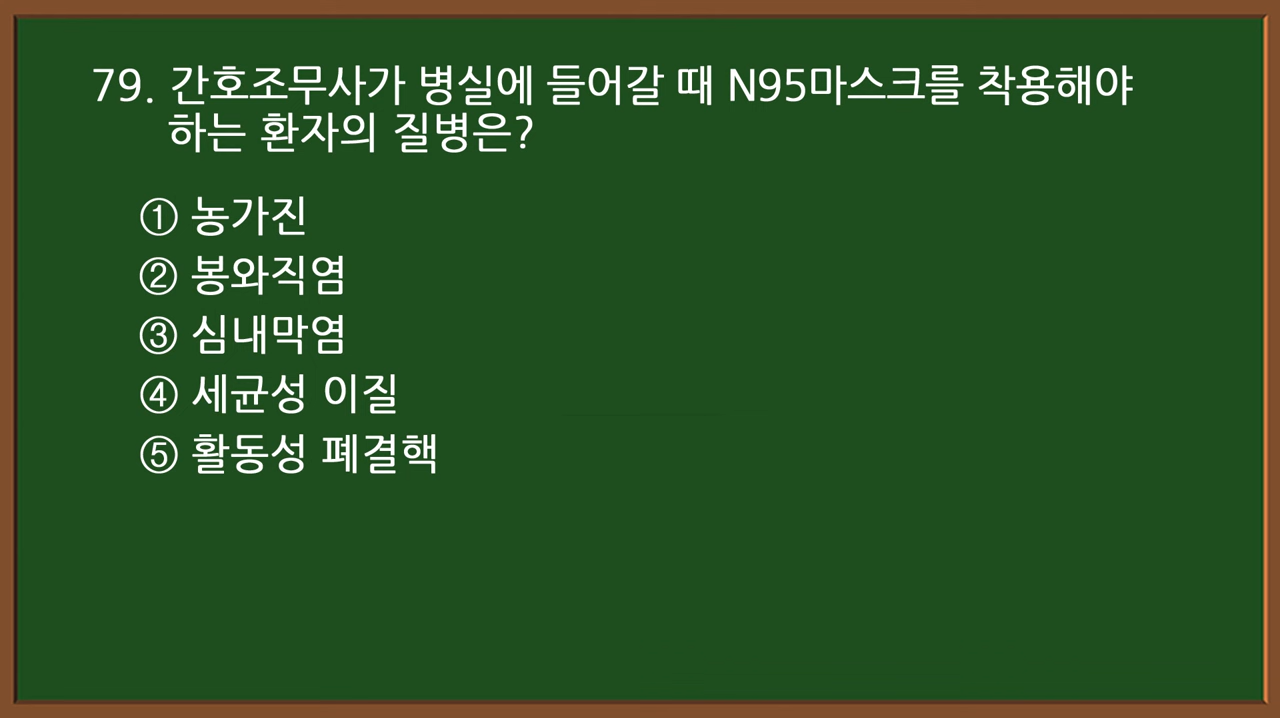 79. 간호조무사가 병실에 들어갈 때 N95마스크를 착용해야
하는 환자의 질병은?
① 농가진
② 봉와직염
③ 심내막염
④ 세균성 이질
⑤ 활동성 폐결핵